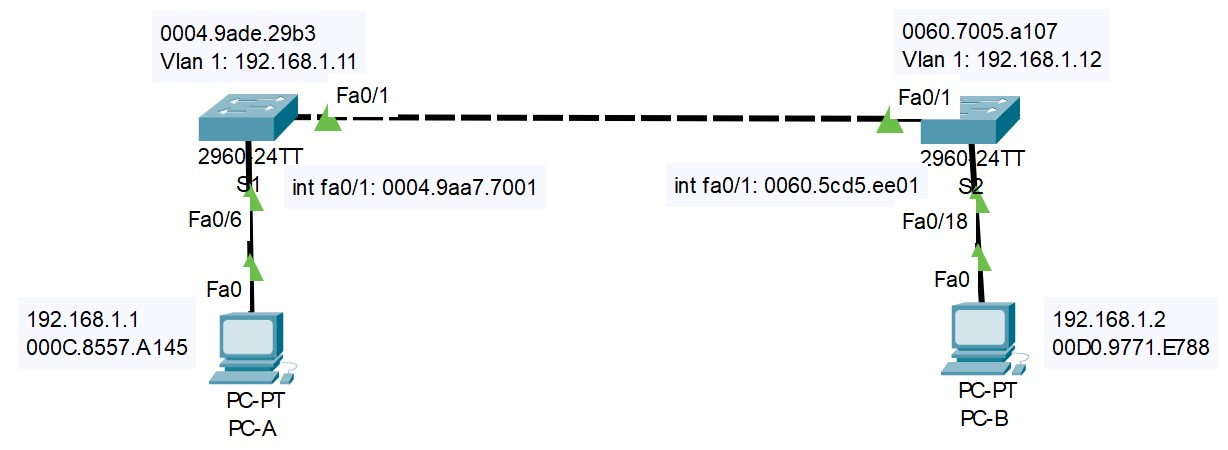 0004.9ade.29b3
Vlan 1: 192.168.1.11
0060.7005.a107
Vlan 1: 192.168.1.12
Fa0/1
Fa0/1
2960-24TT
S1
2960-24TT
S2
int fa0/1: 0004.9aa7.7001
int fa0/1: 0060.5cd5.ee01
Fa0/6
Fa0/18
Fa0
Fa0
192.168.1.1
000C.8557.A145
192.168.1.2
00D0.9771.E788
PC-PT
PC-A
PC-PT
PC-B